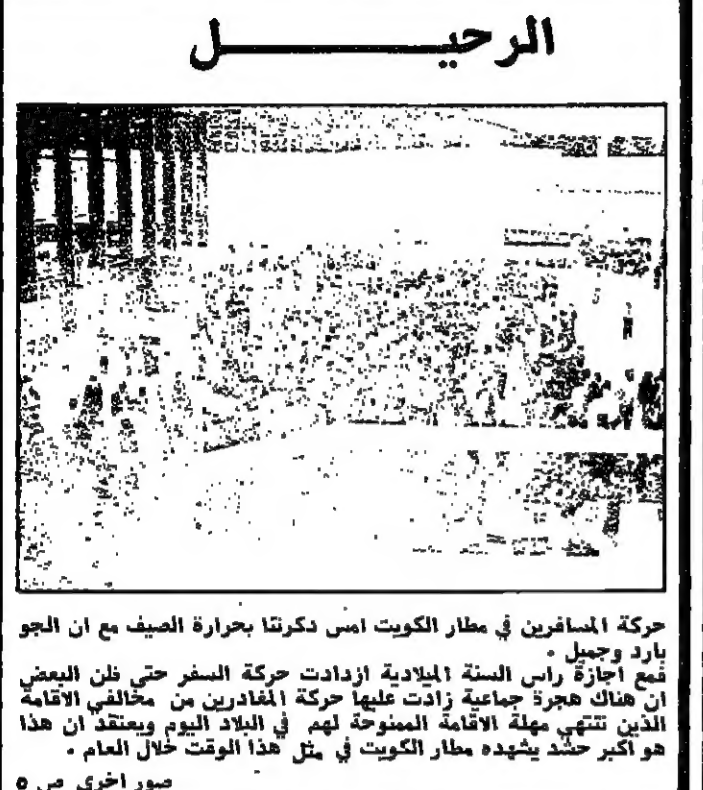 الرحيـــــــل
حركة المسافرين في مطار الكويت امس ذكرتنا بحرارة الصيف مع ان الجو
بارد وجميل .
فمع اجازة راس السنة الميلادية ازدادت حركة السفر حتى ظن البعض
ان هناك هجرة جماعية زادت عليها حركة المغادرين من مخالفي الاقامة
الذين تنتهي مهلة الاقامة الممنوحة لهم في البلاد اليوم ويعتقد ان هذا
هو اكبر حشد يشهده مطار الكويت في مثل هذا الوقت خلال العام .
صور اخرى ص ٥